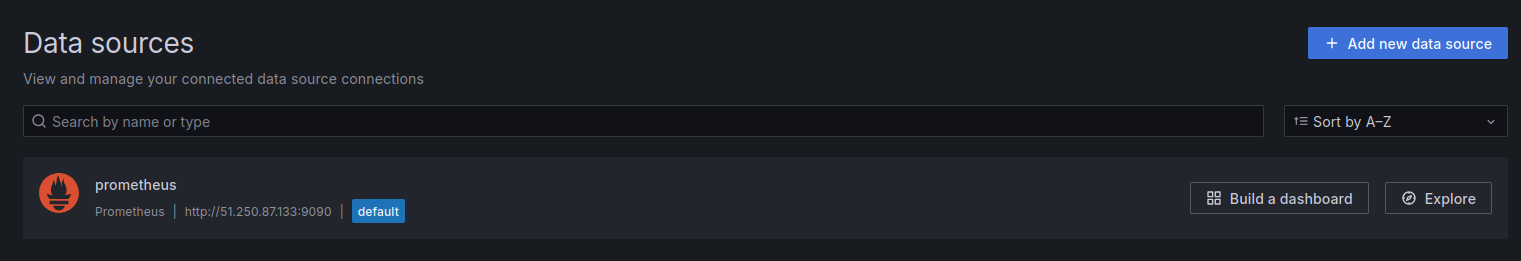 Data sources
Add new data source
View and manage your connected data source connections
Search by name or type
Sort by A–Z
prometheus
Prometheus | http://51.250.87.133:9090 | default
Build a dashboard
Explore